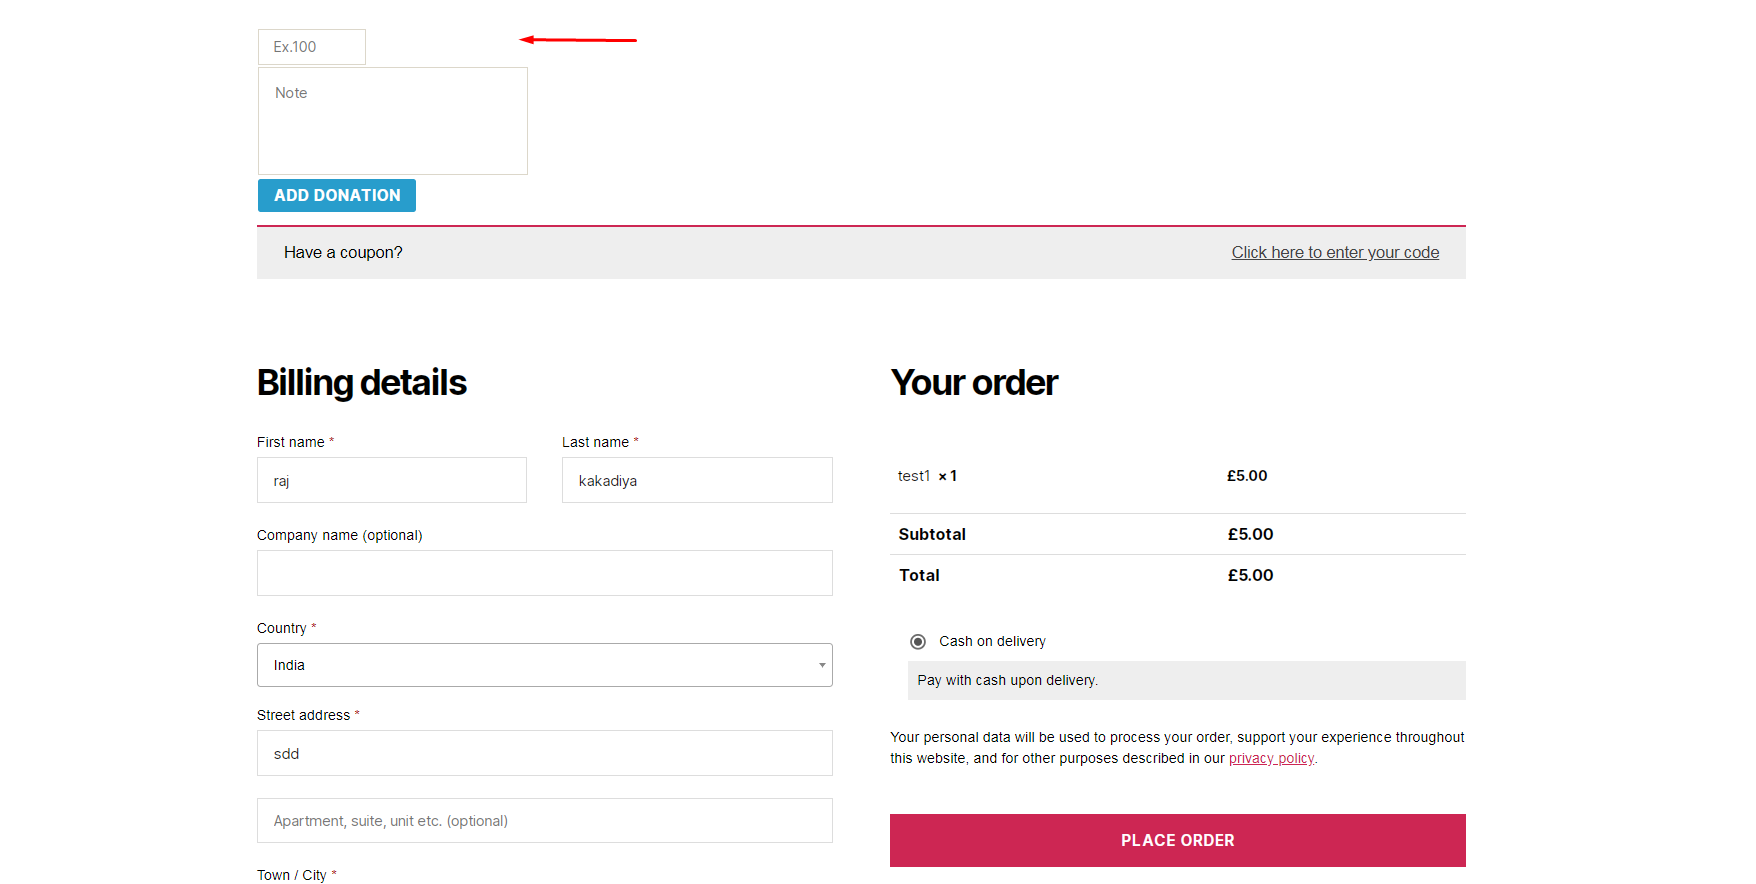 Ex.100
Note
ADD DONATION
Have a coupon? Click here to enter your code
Billing details
First name * Last name *
raj kakadiya
Company name (optional)
Country *
India
Street address *
sdd
Apartment, suite, unit etc. (optional)
Town / City *
Your order
test1 × 1 £5.00
Subtotal £5.00
Total £5.00
Cash on delivery
Pay with cash upon delivery.
Your personal data will be used to process your order, support your experience throughout
this website, and for other purposes described in our privacy policy.
PLACE ORDER